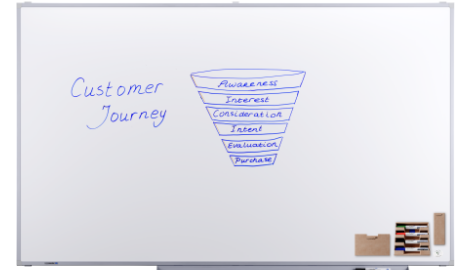 Customer
Journey
Awareness
Interest
Consideration
Intent
Evaluation
Purchase